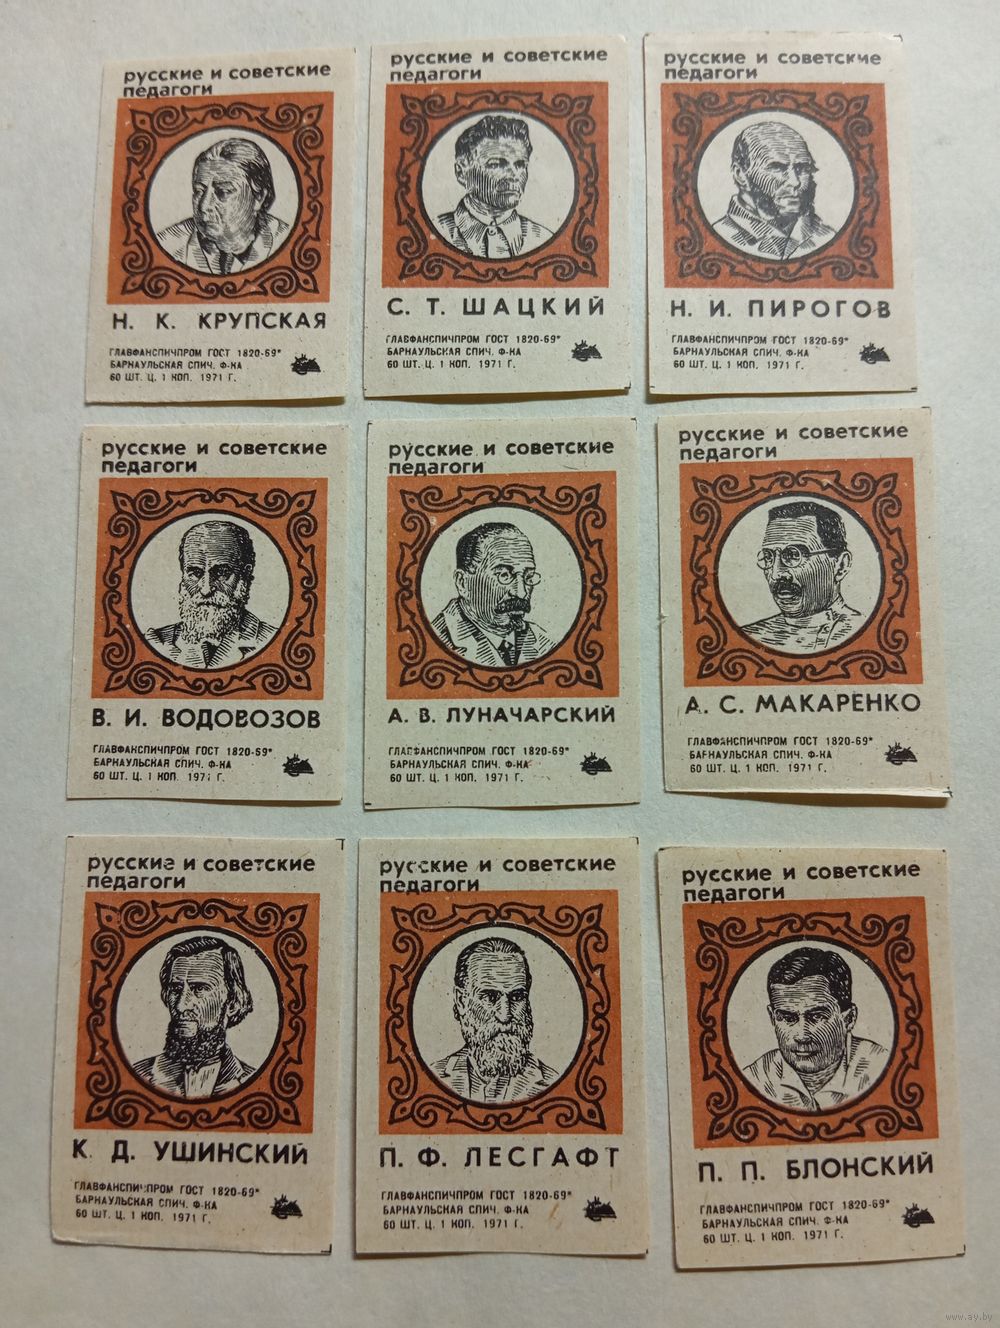 русские и советские
педагоги
Н. К. КРУПСКАЯ
ГЛАВФАНСПИЧПРОМ ГОСТ 1820-69*
БАРНАУЛЬСКАЯ СПИЧ. Ф-КА
60 ШТ. Ц. 1 КОП. 1971 Г.
русские и советские
педагоги
С. Т. ШАЦКИЙ
ГЛАВФАНСПИЧПРОМ ГОСТ 1820-69*
БАРНАУЛЬСКАЯ СПИЧ. Ф-КА
60 ШТ. Ц. 1 КОП. 1971 Г.
русские и советские
педагоги
Н. И. ПИРОГОВ
ГЛАВФАНСПИЧПРОМ ГОСТ 1820-69*
БАРНАУЛЬСКАЯ СПИЧ. Ф-КА
60 ШТ. Ц. 1 КОП. 1971 Г.
русские и советские
педагоги
В. И. ВОДОВОЗОВ
ГЛАВФАНСПИЧПРОМ ГОСТ 1820-69*
БАРНАУЛЬСКАЯ СПИЧ. Ф-КА
60 ШТ. Ц. 1 КОП. 1971 Г.
русские и советские
педагоги
А. В. ЛУНАЧАРСКИЙ
ГЛАВФАНСПИЧПРОМ ГОСТ 1820-69*
БАРНАУЛЬСКАЯ СПИЧ. Ф-КА
60 ШТ. Ц. 1 КОП. 1971 Г.
русские и советские
педагоги
А. С. МАКАРЕНКО
ГЛАВФАНСПИЧПРОМ ГОСТ 1820-69*
БАРНАУЛЬСКАЯ СПИЧ. Ф-КА
60 ШТ. Ц. 1 КОП. 1971 Г.
русские и советские
педагоги
К. Д. УШИНСКИЙ
ГЛАВФАНСПИЧПРОМ ГОСТ 1820-69*
БАРНАУЛЬСКАЯ СПИЧ. Ф-КА
60 ШТ. Ц. 1 КОП. 1971 Г.
русские и советские
педагоги
П. Ф. ЛЕСГАФТ
ГЛАВФАНСПИЧПРОМ ГОСТ 1820-69*
БАРНАУЛЬСКАЯ СПИЧ. Ф-КА
60 ШТ. Ц. 1 КОП. 1971 Г.
русские и советские
педагоги
П. П. БЛОНСКИЙ
ГЛАВФАНСПИЧПРОМ ГОСТ 1820-69*
БАРНАУЛЬСКАЯ СПИЧ. Ф-КА
60 ШТ. Ц. 1 КОП. 1971 Г.
www.ay.by